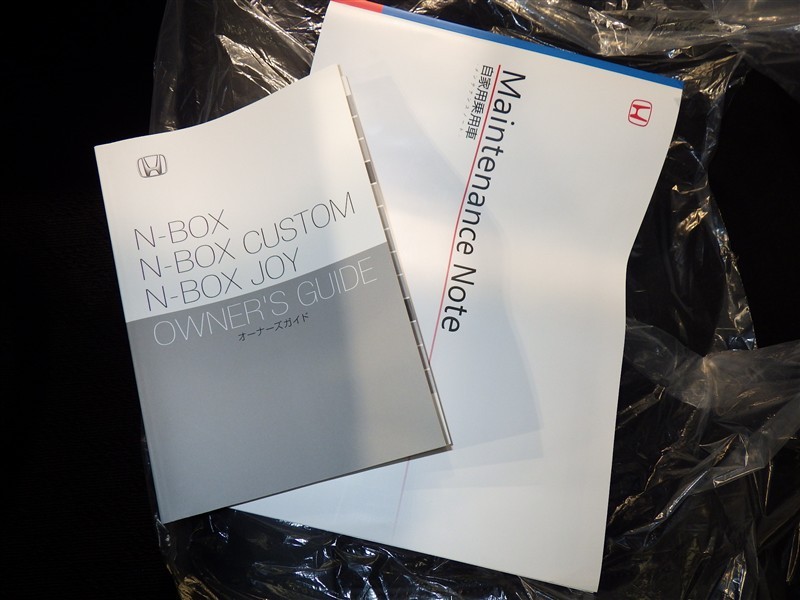 N-BOX
N-BOX CUSTOM
N-BOX JOY
OWNER'S GUIDE
オーナーズガイド
Maintenance Note
自家用乗用車